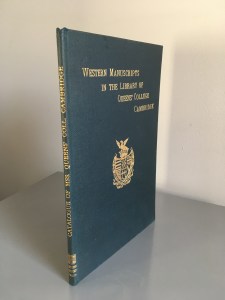 WESTERN MANUSCRIPTS
IN THE LIBRARY OF
QUEENS' COLLEGE
CAMBRIDGE
CATALOGUE OF MSS. QUEENS' COLL. CAMBRIDGE